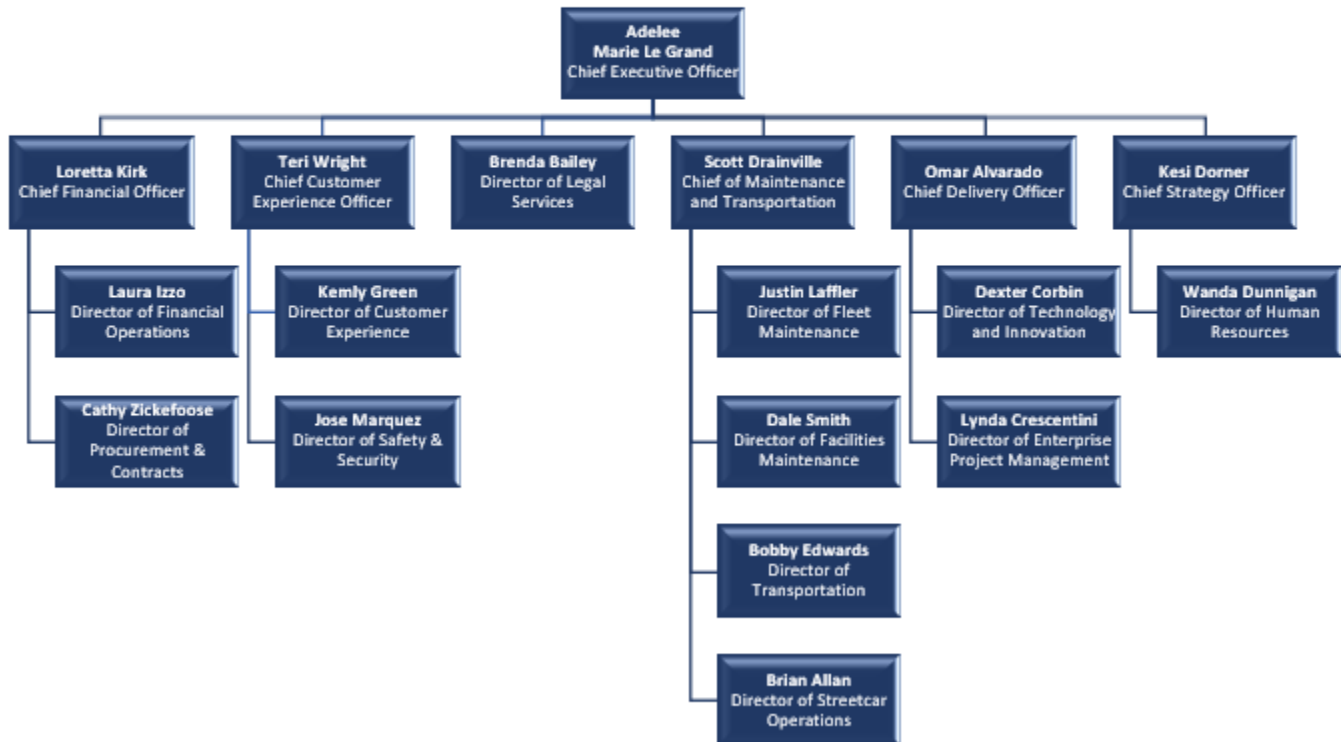 Adelee
Marie Le Grand
Chief Executive Officer
Loretta Kirk
Chief Financial Officer
Teri Wright
Chief Customer
Experience Officer
Brenda Bailey
Director of Legal
Services
Scott Drainville
Chief of Maintenance
and Transportation
Omar Alvarado
Chief Delivery Officer
Kesi Dorner
Chief Strategy Officer
Laura Izzo
Director of Financial
Operations
Kemly Green
Director of Customer
Experience
Justin Laffler
Director of Fleet
Maintenance
Dexter Corbin
Director of Technology
and Innovation
Wanda Dunnigan
Director of Human
Resources
Cathy Zickefoose
Director of
Procurement &
Contracts
Jose Marquez
Director of Safety &
Security
Dale Smith
Director of Facilities
Maintenance
Lynda Crescentini
Director of Enterprise
Project Management
Bobby Edwards
Director of
Transportation
Brian Allan
Director of Streetcar
Operations